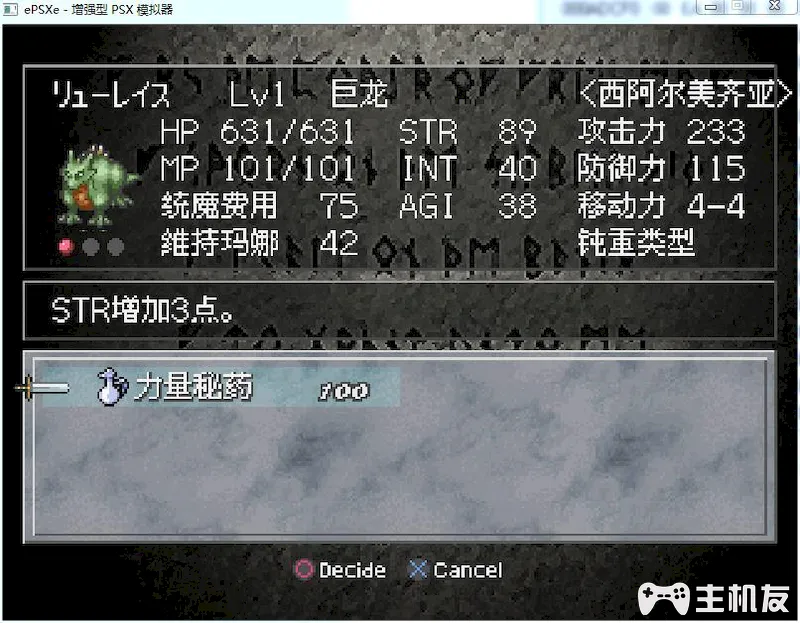 ePSXe - 增强型 PSX 模拟器
リューレイス Lv1 巨龙 <西阿尔美齐亚>
HP 631/631 STR 89 攻击力 233
MP 101/101 INT 40 防御力 115
统魔费用 75 AGI 38 移动力 4-4
維持玛娜 42 钝重类型
STR增加3点。
力量秘药 100
Decide Cancel
主机友